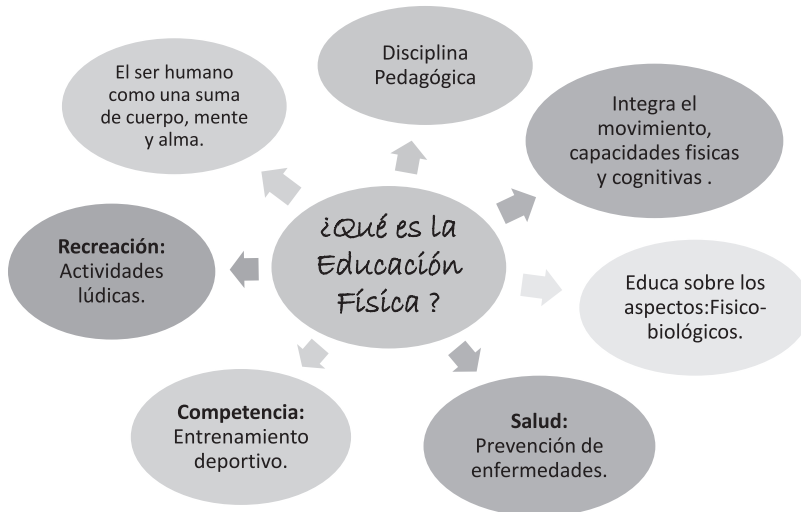 ¿Qué es la
Educación
Física ?
Disciplina
Pedagógica
Integra el
movimiento,
capacidades fisicas
y cognitivas .
Educa sobre los
aspectos:Fisico-
biológicos.
Salud:
Prevención de
enfermedades.
Competencia:
Entrenamiento
deportivo.
Recreación:
Actividades
lúdicas.
El ser humano
como una suma
de cuerpo, mente
y alma.